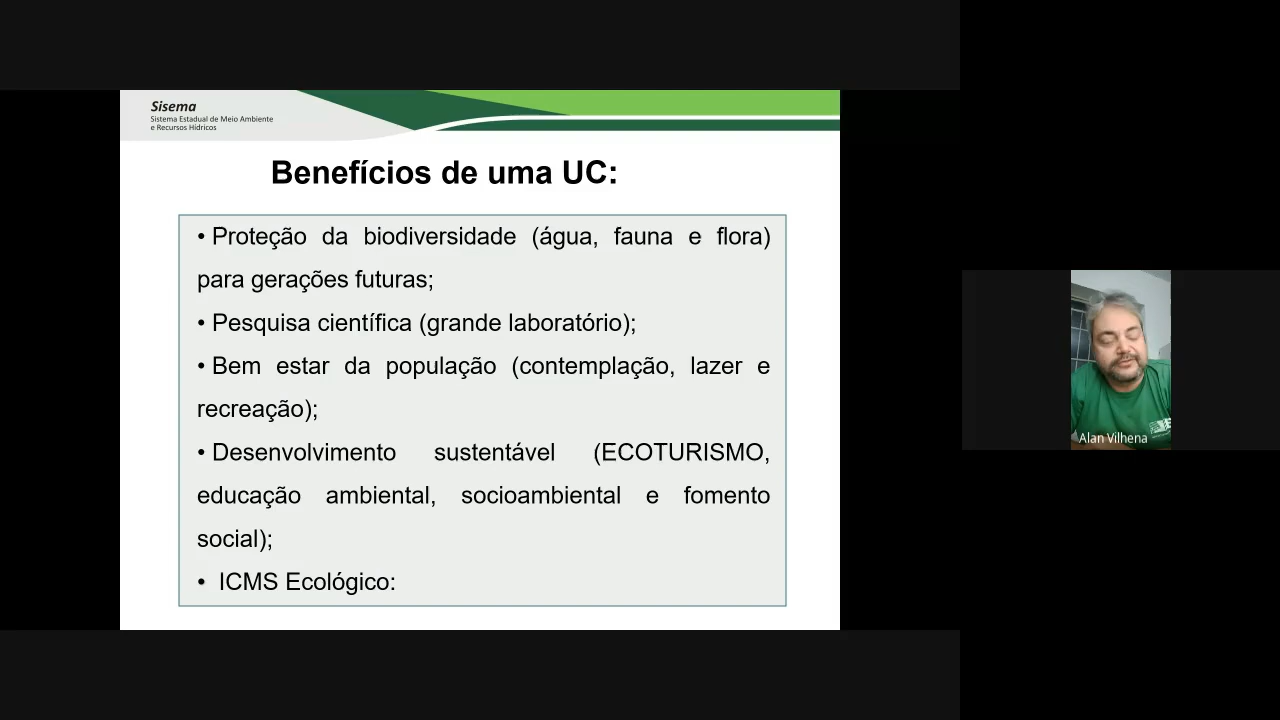 Sisema
Sistema Estadual de Meio Ambiente
e Recursos Hídricos
Benefícios de uma UC:
• Proteção da biodiversidade (água, fauna e flora)
para gerações futuras;
• Pesquisa científica (grande laboratório);
• Bem estar da população (contemplação, lazer e
recreação);
• Desenvolvimento sustentável (ECOTURISMO,
educação ambiental, socioambiental e fomento
social);
• ICMS Ecológico:
Alan Vilhena